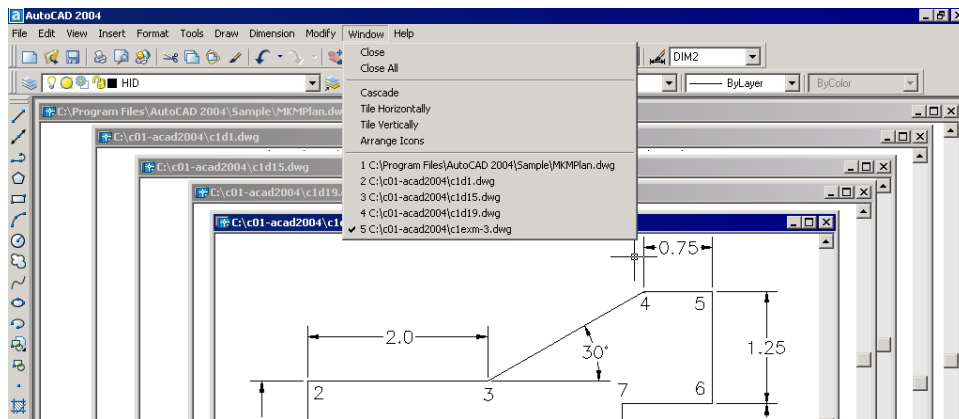 AutoCAD 2004
File Edit View Insert Format Tools Draw Dimension Modify Window Help
DIM2
HID
ByLayer
ByColor
Close
Close All
Cascade
Tile Horizontally
Tile Vertically
Arrange Icons
1 C:\Program Files\AutoCAD 2004\Sample\MKMPlan.dwg
2 C:\c01-acad2004\c1d1.dwg
3 C:\c01-acad2004\c1d15.dwg
4 C:\c01-acad2004\c1d19.dwg
5 C:\c01-acad2004\c1exm-3.dwg
C:\Program Files\AutoCAD 2004\Sample\MKMPlan.dw
C:\c01-acad2004\c1d1.dwg
C:\c01-acad2004\c1d15.dwg
C:\c01-acad2004\c1d19.
C:\c01-acad2004\c1e
0.75
4 5
2.0
30°
1.25
2 3 7 6